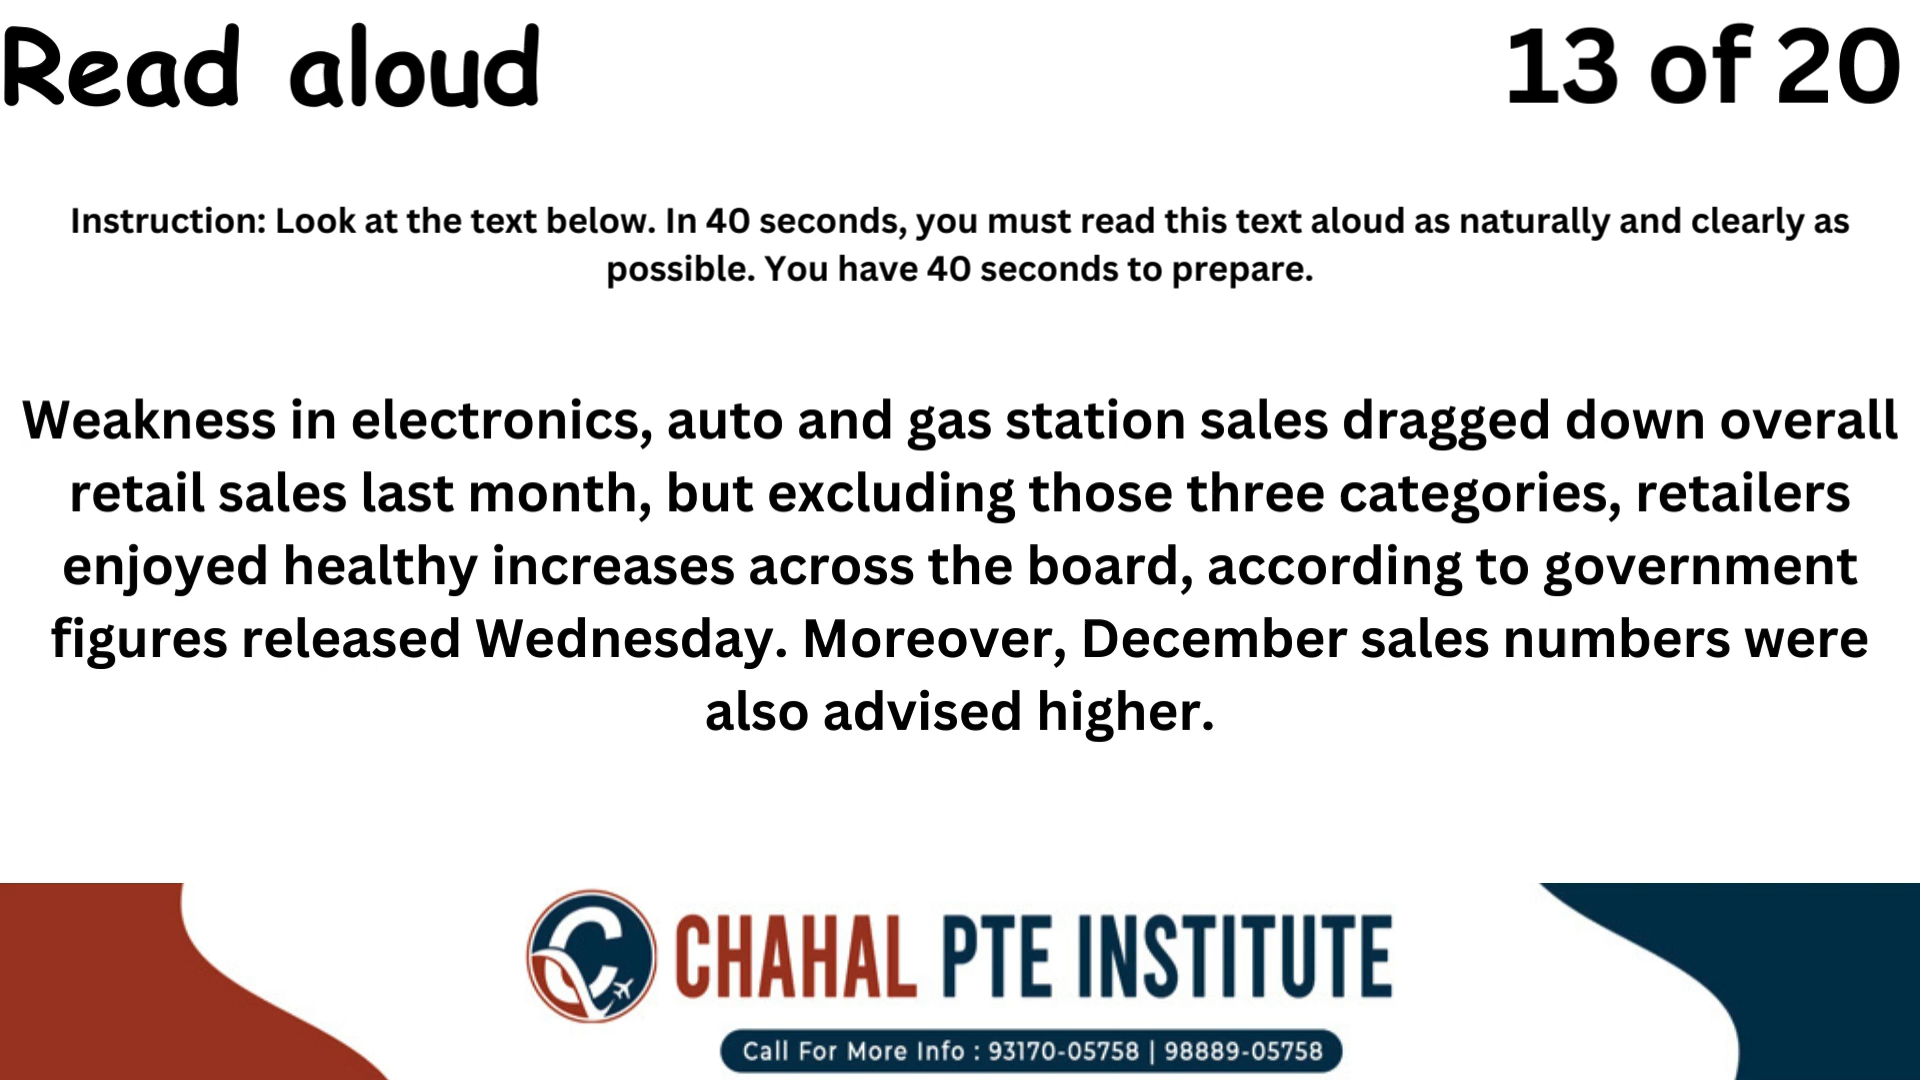 Read aloud
13 of 20
Instruction: Look at the text below. In 40 seconds, you must read this text aloud as naturally and clearly as
possible. You have 40 seconds to prepare.
Weakness in electronics, auto and gas station sales dragged down overall
retail sales last month, but excluding those three categories, retailers
enjoyed healthy increases across the board, according to government
figures released Wednesday. Moreover, December sales numbers were
also advised higher.
CHAHAL PTE INSTITUTE
Call For More Info : 93170-05758 | 98889-05758